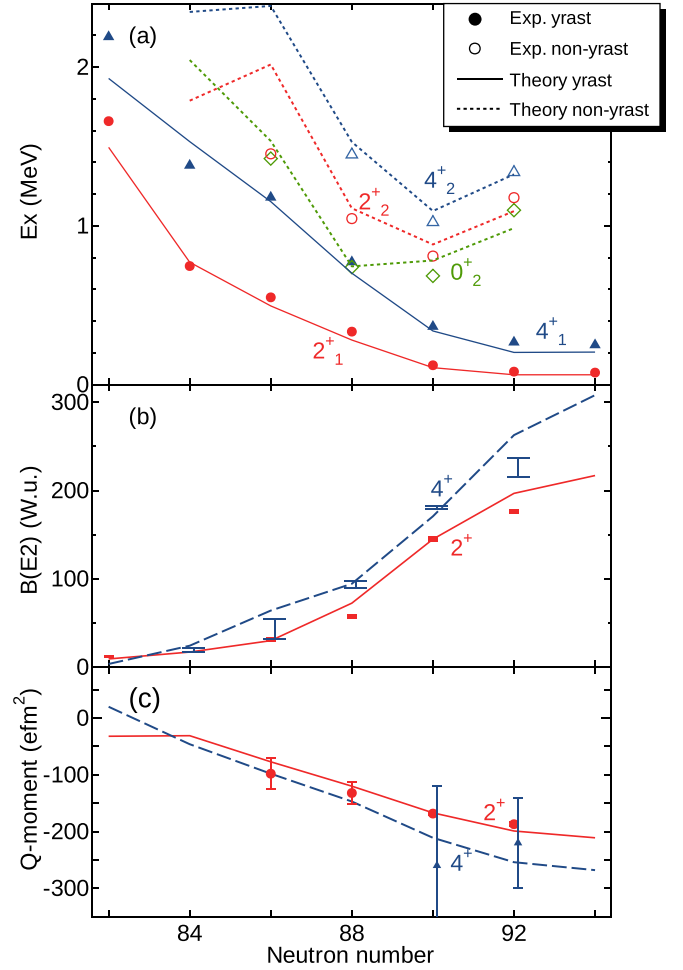 (a)
Exp. yrast
Exp. non-yrast
Theory yrast
Theory non-yrast
Ex (MeV)
2
1
0
4⁺₂
2⁺₂
0⁺₂
4⁺₁
2⁺₁
(b)
B(E2) (W.u.)
300
200
100
0
4⁺
2⁺
(c)
Q-moment (efm²)
0
-100
-200
-300
2⁺
4⁺
84 88 92
Neutron number